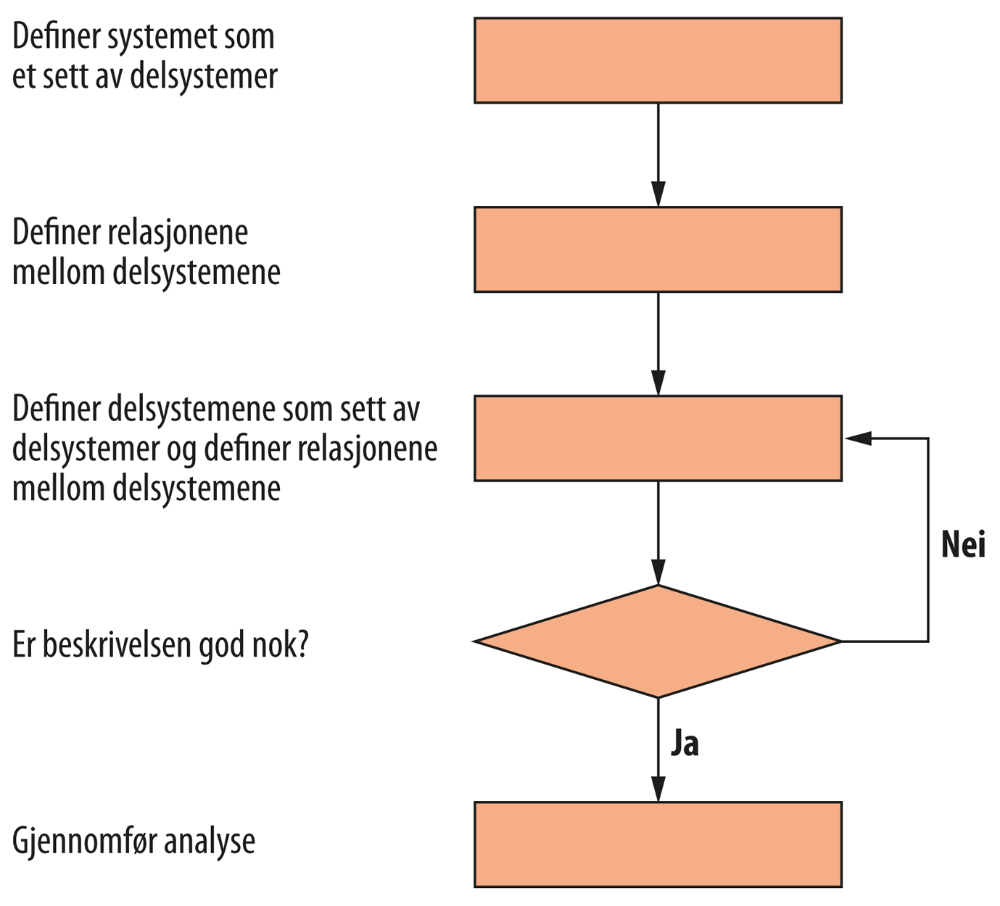 Definer systemet som
et sett av delsystemer
Definer relasjonene
mellom delsystemene
Definer delsystemene som sett av
delsystemer og definer relasjonene
mellom delsystemene
Nei
Er beskrivelsen god nok?
Ja
Gjennomfør analyse